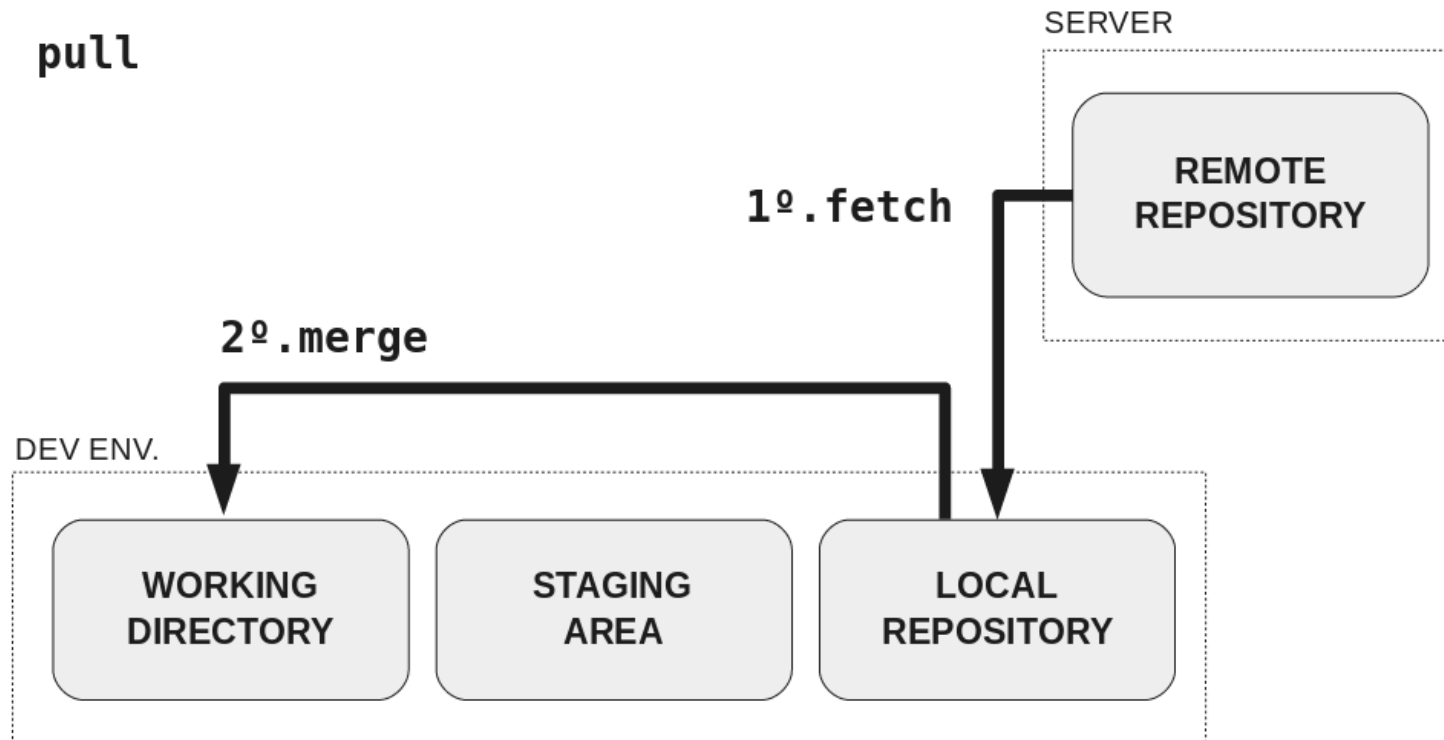 pull
SERVER
REMOTE
REPOSITORY
1º.fetch
2º.merge
DEV ENV.
WORKING
DIRECTORY
STAGING
AREA
LOCAL
REPOSITORY